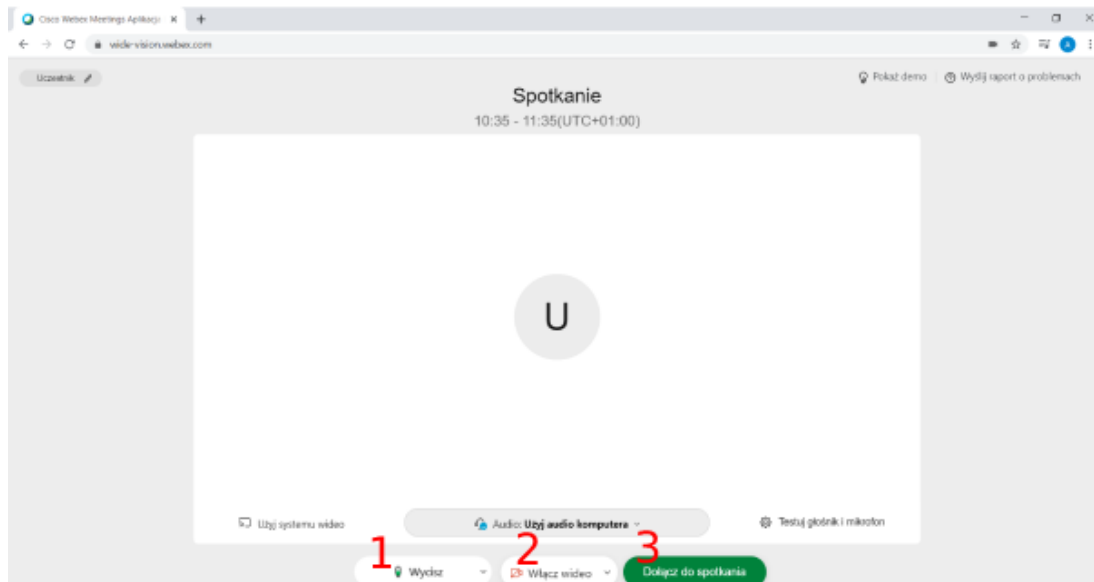 Cisco Webex Meetings Aplikacja
wide-vision.webex.com
Uczestnik
Pokaż demo
Wyślij raport o problemach
Spotkanie
10:35 - 11:35(UTC+01:00)
U
Użyj systemu wideo
Audio: Użyj audio komputera
Testuj głośnik i mikrofon
1 2 3
Wycisz
Włącz wideo
Dołącz do spotkania